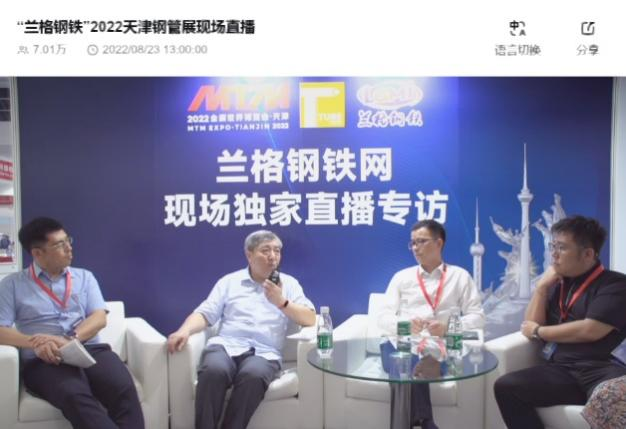 “兰格钢铁”2022天津钢管展现场直播
7.01万 2022/08/23 13:00:00
语言切换 分享
MTM
2022全国世界博览会·天津
MTM EXPO-TIANJIN 2022
TUBE
兰格钢铁
兰格钢铁网
现场独家直播专访